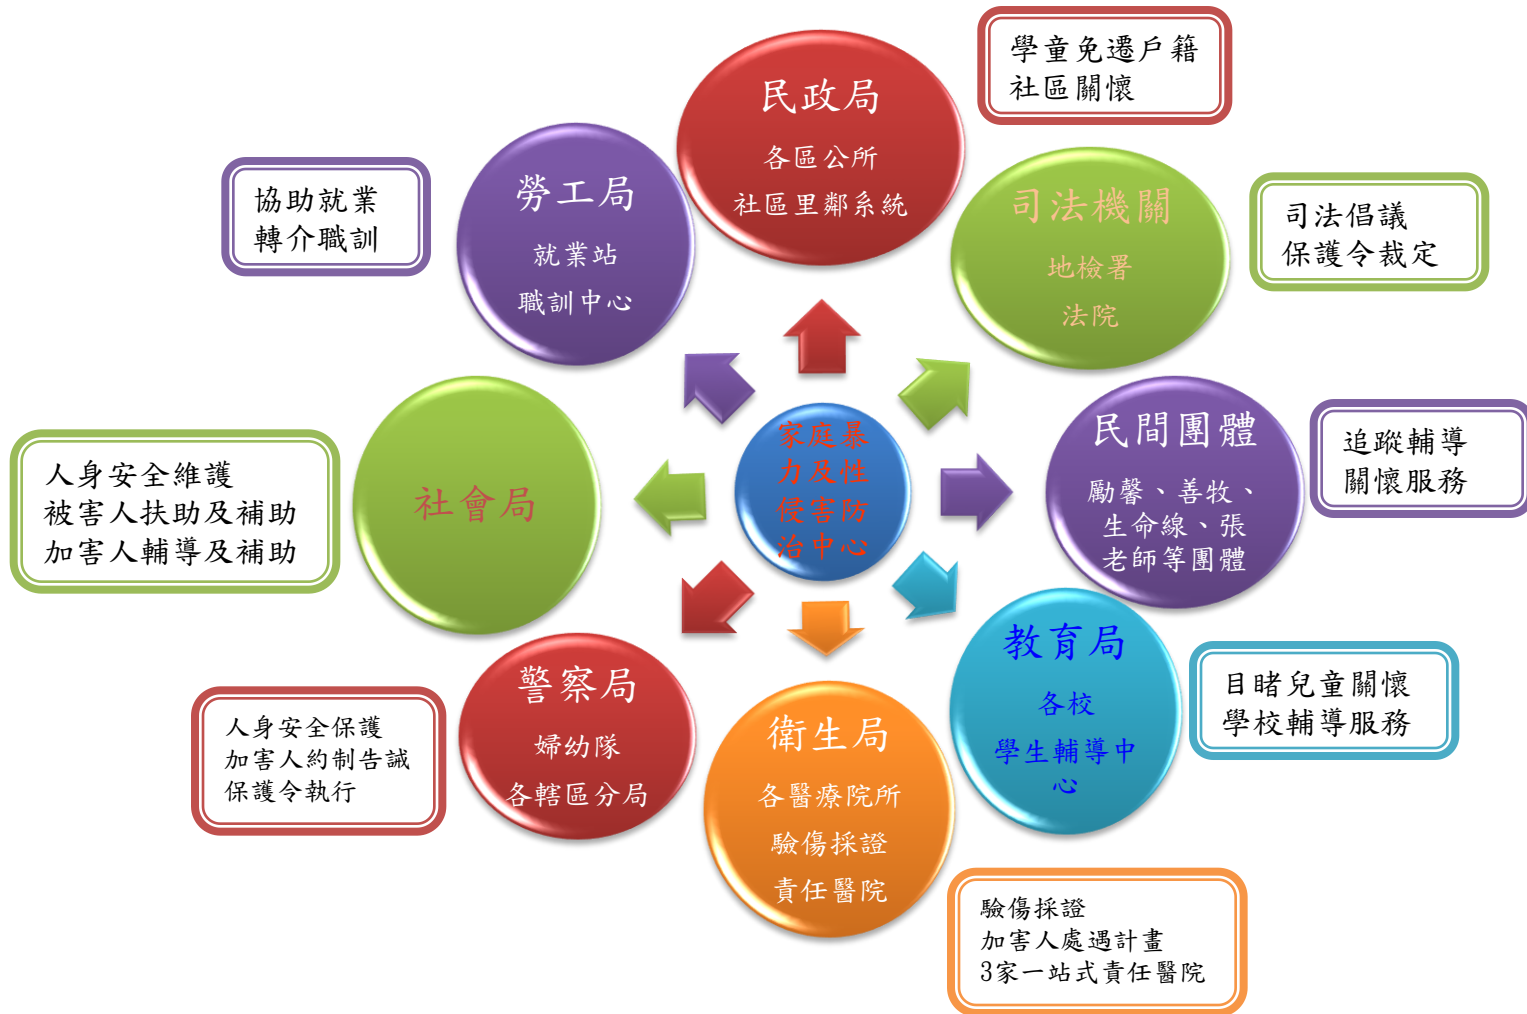 民政局
各區公所
社區里鄰系統
學童免遷戶籍
社區關懷
司法機關
地檢署
法院
司法倡議
保護令裁定
民間團體
勵馨、善牧、
生命線、張
老師等團體
追蹤輔導
關懷服務
教育局
各校
學生輔導中
心
目睹兒童關懷
學校輔導服務
衛生局
各醫療院所
驗傷採證
責任醫院
驗傷採證
加害人處遇計畫
3家一站式責任醫院
警察局
婦幼隊
各轄區分局
人身安全保護
加害人約制告誡
保護令執行
社會局
人身安全維護
被害人扶助及補助
加害人輔導及補助
勞工局
就業站
職訓中心
協助就業
轉介職訓
家庭暴
力及性
侵害防
治中心